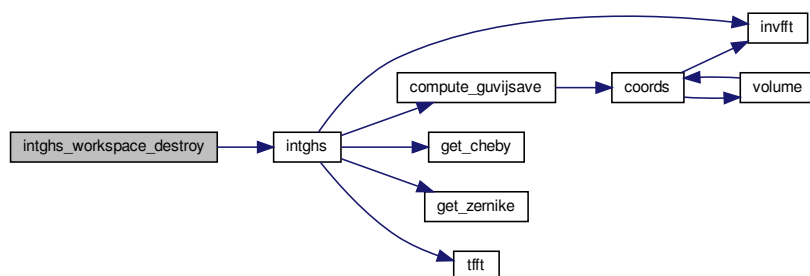 invfft
compute_guvijsave
coords
volume
intghs_workspace_destroy
intghs
get_cheby
get_zernike
tfft